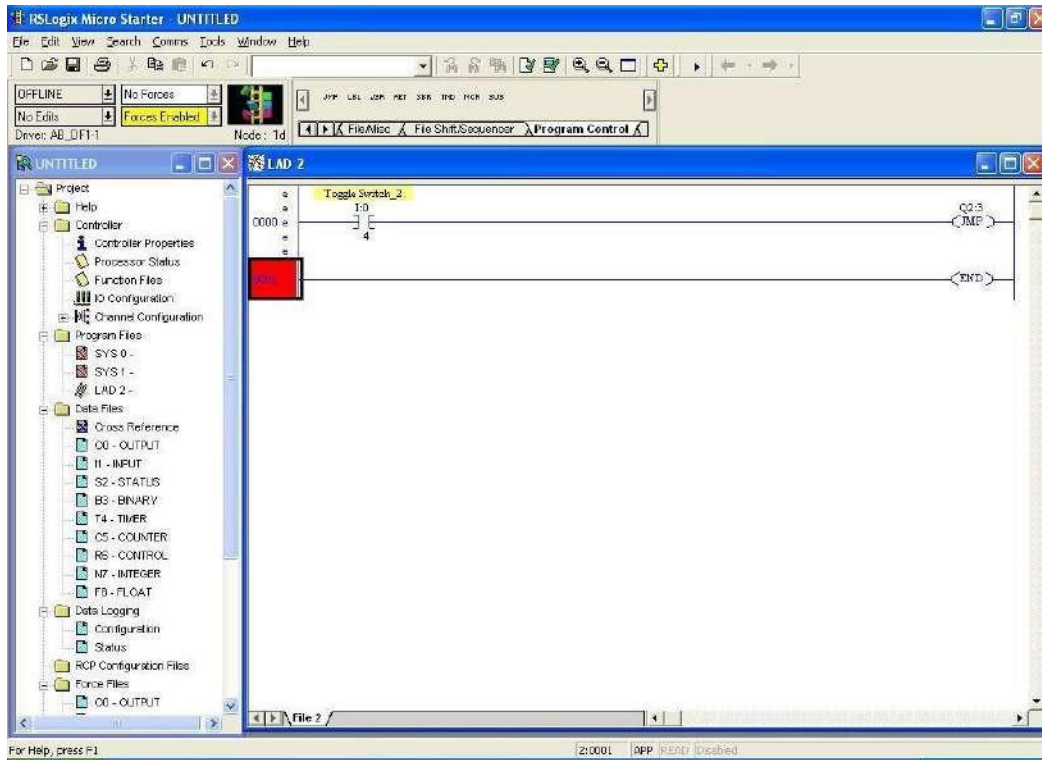 RSLogix Micro Starter - UNTITLED
File Edit View Search Comms Tools Window Help
OFFLINE No Forces
No Edits Forces Enabled
Driver: AB_DF1-1 Node : 1d
JMP LBL JSR RET SBR TND MCR SUS
File/Misc File Shift/Sequencer Program Control
UNTITLED
Project
Help
Controller
Controller Properties
Processor Status
Function Files
IO Configuration
Channel Configuration
Program Files
SYS 0 -
SYS 1 -
LAD 2 -
Data Files
Cross Reference
O0 - OUTPUT
I1 - INPUT
S2 - STATUS
B3 - BINARY
T4 - TIMER
C5 - COUNTER
R6 - CONTROL
N7 - INTEGER
F8 - FLOAT
Data Logging
Configuration
Status
RCP Configuration Files
Force Files
O0 - OUTPUT
LAD 2
Toggle Switch_2
I:0
4
0000
e
e
e
e
e
Q2:3
JMP
0001
END
File 2
For Help, press F1
2:0001 APP READ Disabled